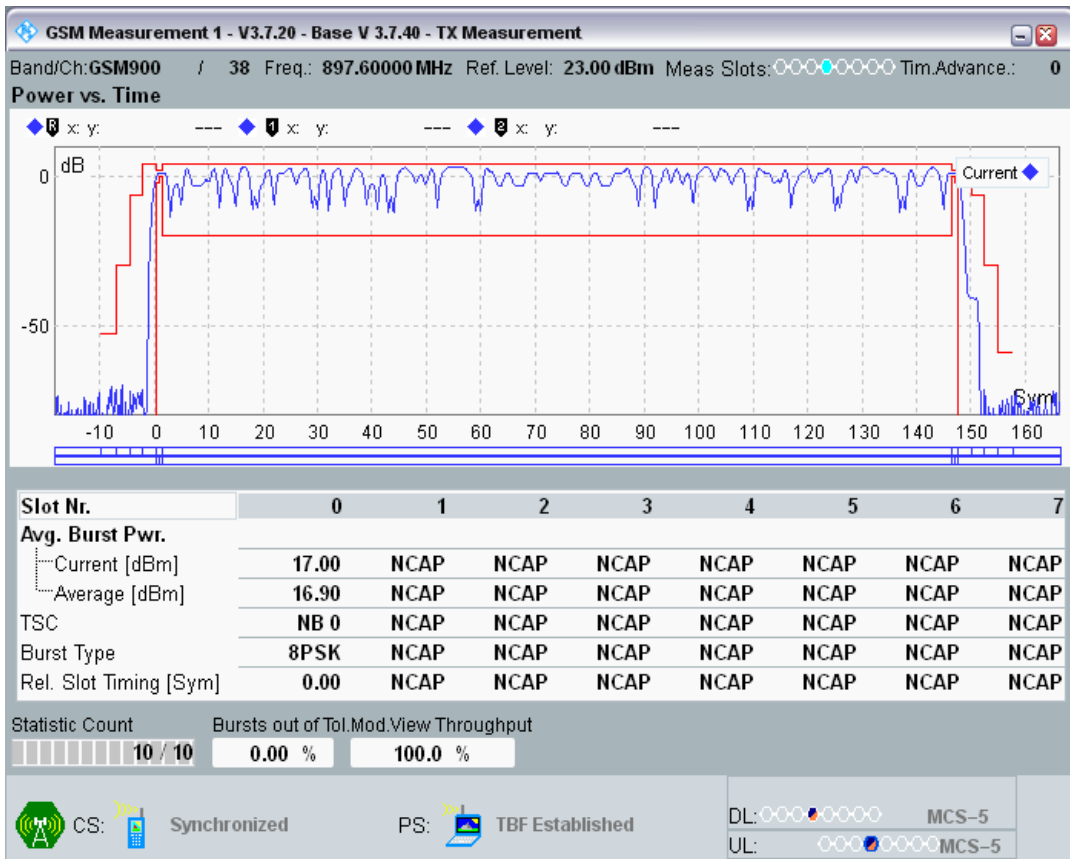 GSM Measurement 1 - V3.7.20 - Base V 3.7.40 - TX Measurement
Band/Ch:GSM900 / 38 Freq.: 897.60000 MHz Ref. Level: 23.00 dBm Meas Slots: Tim.Advance.: 0
Power vs. Time
R x: y: --- 1 x: y: --- 2 x: y: ---
dB
Current
0
-50
Sym
-10 0 10 20 30 40 50 60 70 80 90 100 110 120 130 140 150 160
Slot Nr. 0 1 2 3 4 5 6 7
Avg. Burst Pwr.
Current [dBm] 17.00 NCAP NCAP NCAP NCAP NCAP NCAP NCAP
Average [dBm] 16.90 NCAP NCAP NCAP NCAP NCAP NCAP NCAP
TSC NB 0 NCAP NCAP NCAP NCAP NCAP NCAP NCAP
Burst Type 8PSK NCAP NCAP NCAP NCAP NCAP NCAP NCAP
Rel. Slot Timing [Sym] 0.00 NCAP NCAP NCAP NCAP NCAP NCAP NCAP
Statistic Count Bursts out of Tol.Mod.View Throughput
10 / 10 0.00 % 100.0 %
CS: Synchronized PS: TBF Established
DL: MCS-5
UL: MCS-5